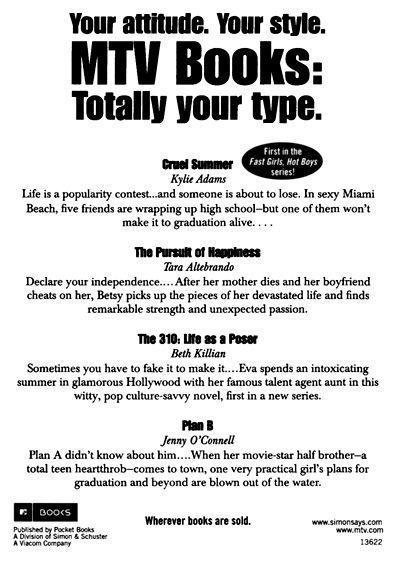 Your attitude. Your style.
MTV Books:
Totally your type.
First in the
Fast Girls, Hot Boys
series!
Cruel Summer
Kylie Adams
Life is a popularity contest...and someone is about to lose. In sexy Miami
Beach, five friends are wrapping up high school—but one of them won't
make it to graduation alive. . . .
The Pursuit of Happiness
Tara Altebrando
Declare your independence.... After her mother dies and her boyfriend
cheats on her, Betsy picks up the pieces of her devastated life and finds
remarkable strength and unexpected passion.
The 310: Life as a Poser
Beth Killian
Sometimes you have to fake it to make it....Eva spends an intoxicating
summer in glamorous Hollywood with her famous talent agent aunt in this
witty, pop culture-savvy novel, first in a new series.
Plan B
Jenny O'Connell
Plan A didn't know about him....When her movie-star half brother—a
total teen heartthrob—comes to town, one very practical girl's plans for
graduation and beyond are blown out of the water.
BOOKS
Published by Pocket Books
A Division of Simon & Schuster
A Viacom Company
Wherever books are sold.
www.simonsays.com
www.mtv.com
13622